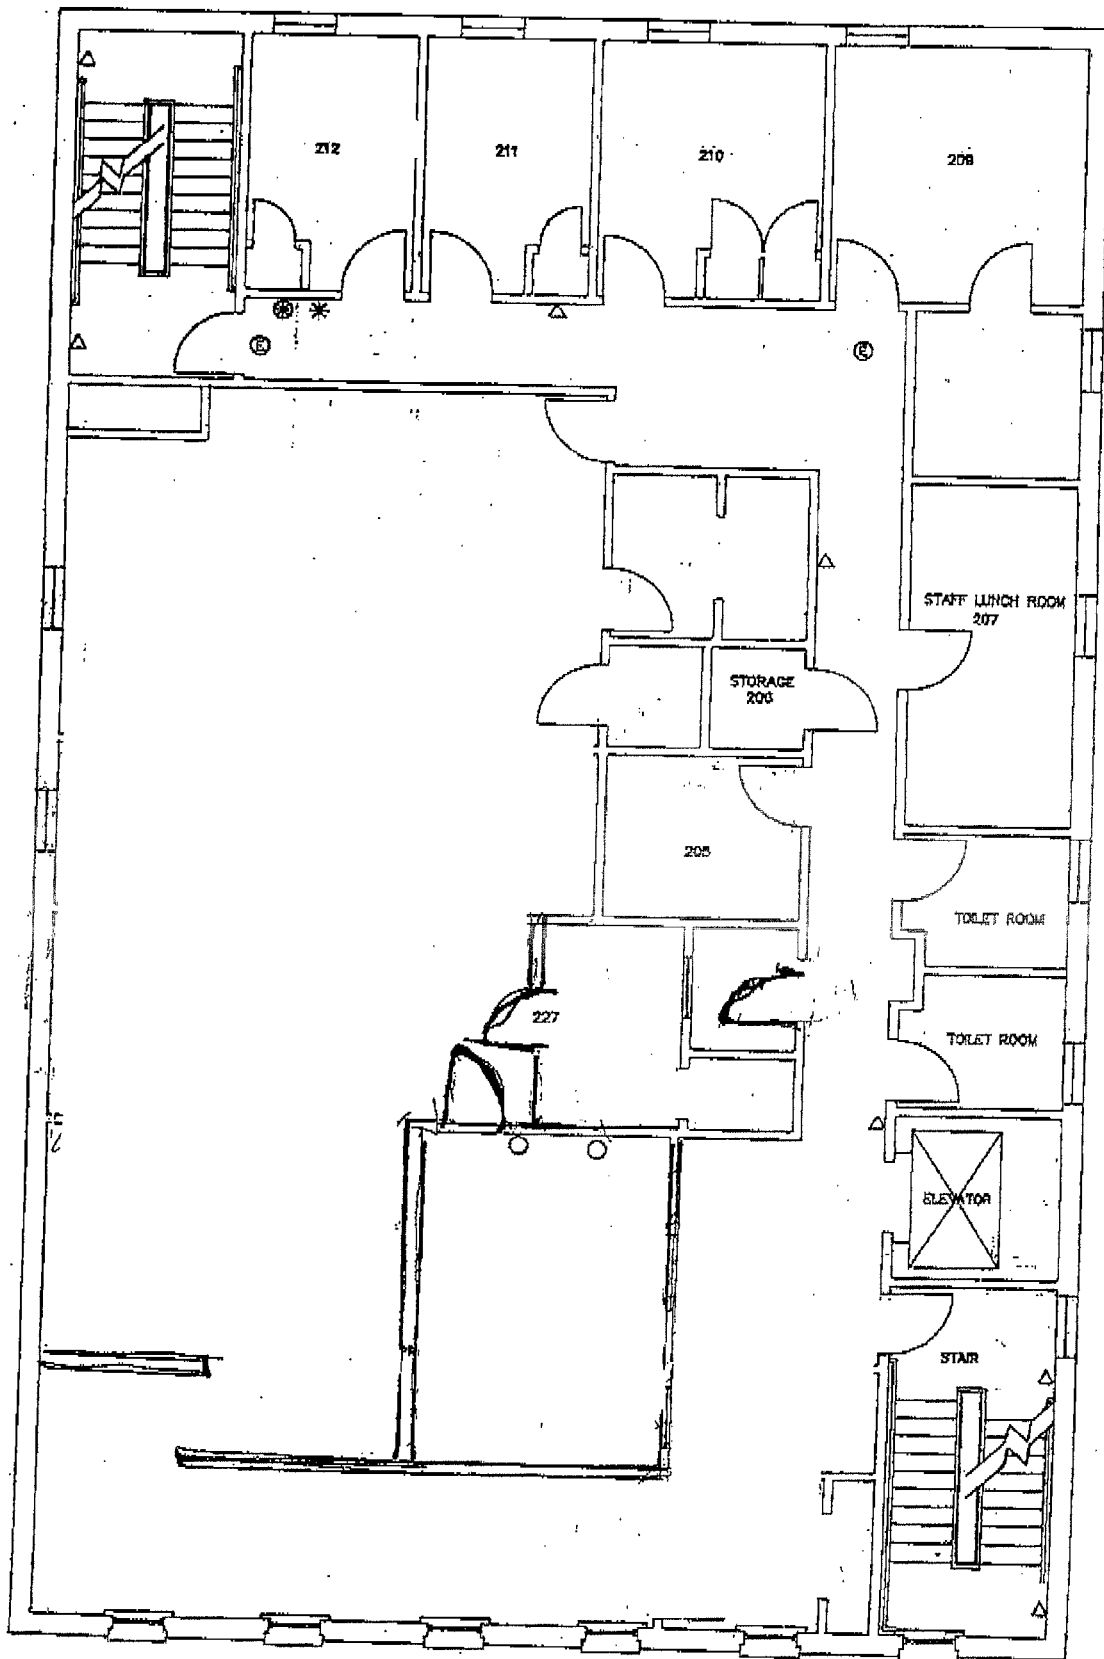 212
211
210
209
E
E
STAFF LUNCH ROOM
207
STORAGE
206
205
TOILET ROOM
227
TOILET ROOM
ELEVATOR
STAIR